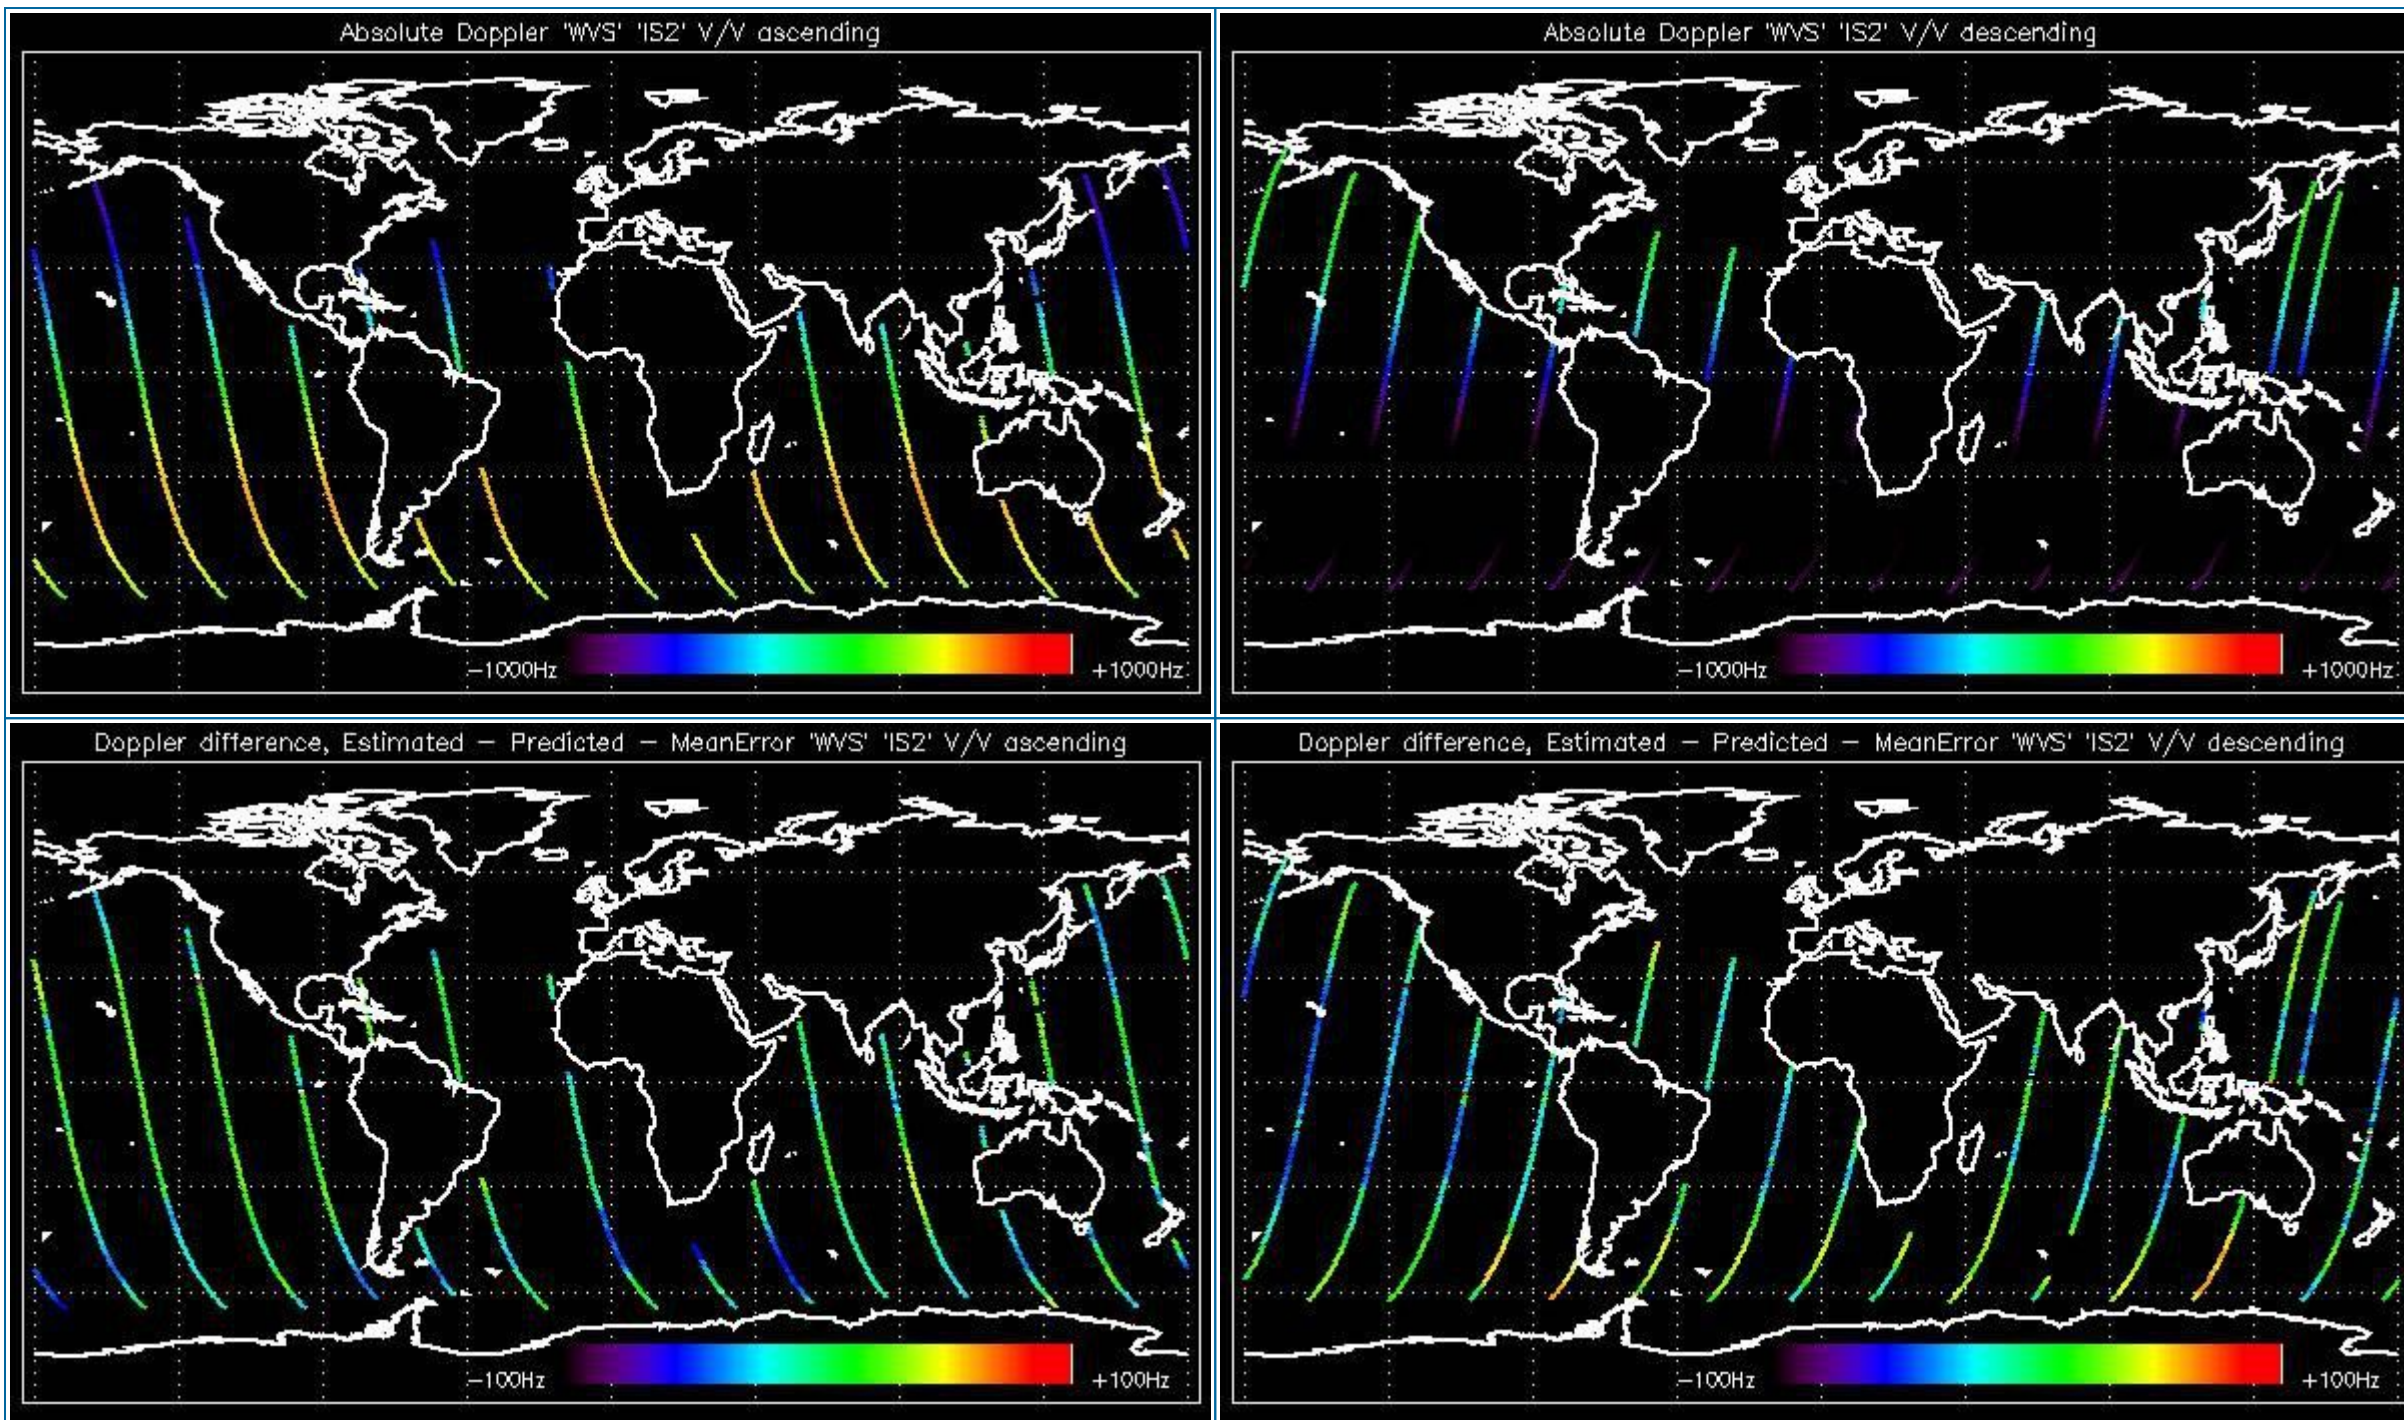 Absolute Doppler 'WVS' 'IS2' V/V ascending
-1000Hz
+1000Hz
Absolute Doppler 'WVS' 'IS2' V/V descending
-1000Hz
+1000Hz
Doppler difference, Estimated - Predicted - MeanError 'WVS' 'IS2' V/V ascending
-100Hz
+100Hz
Doppler difference, Estimated - Predicted - MeanError 'WVS' 'IS2' V/V descending
-100Hz
+100Hz